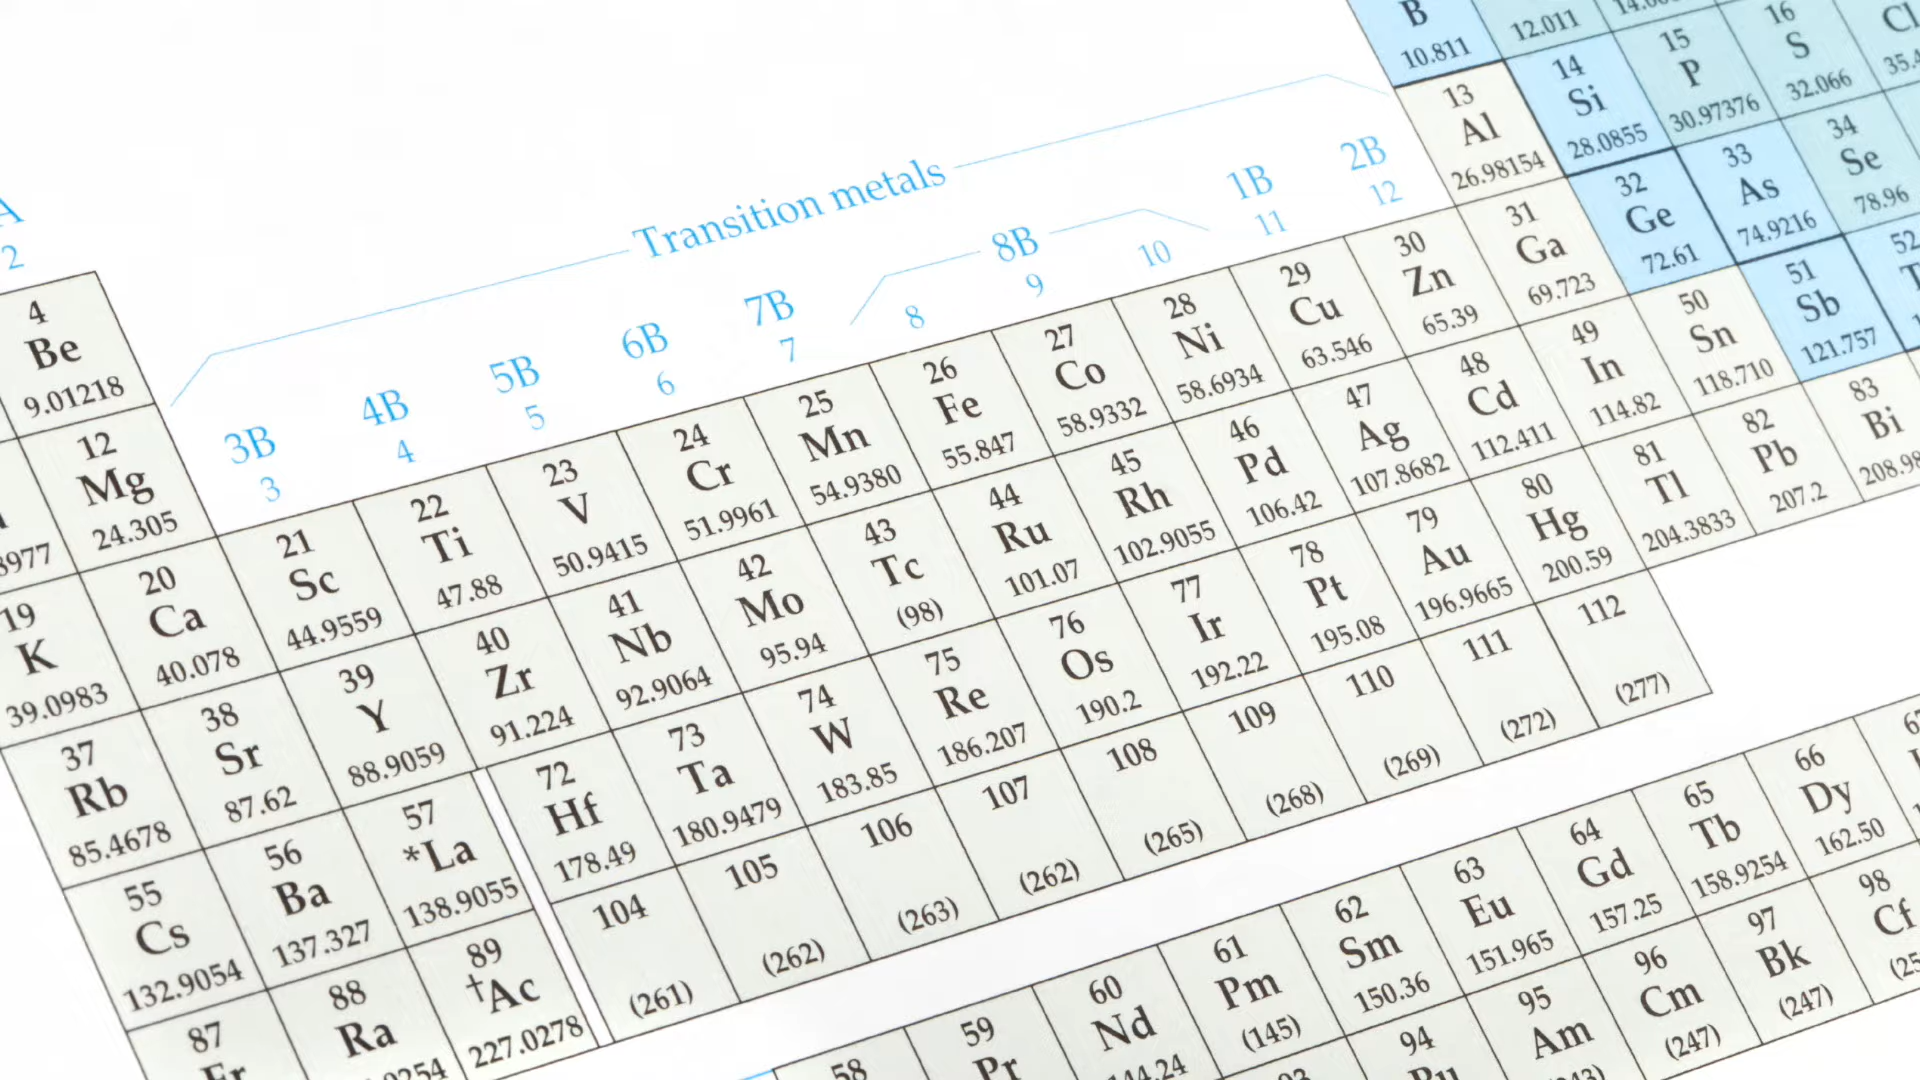 B
10.811
12.011
16
S
32.066
15
P
30.97376
14
Si
28.0855
13
Al
26.98154
Transition metals
3B
3
4B
4
5B
5
6B
6
7B
7
8B
8
9
10
1B
11
2B
12
2
4
Be
9.01218
12
Mg
24.305
19
K
39.0983
20
Ca
40.078
21
Sc
44.9559
22
Ti
47.88
23
V
50.9415
24
Cr
51.9961
25
Mn
54.9380
26
Fe
55.847
27
Co
58.9332
28
Ni
58.6934
29
Cu
63.546
30
Zn
65.39
31
Ga
69.723
32
Ge
72.61
33
As
74.9216
34
Se
78.96
37
Rb
85.4678
38
Sr
87.62
39
Y
88.9059
40
Zr
91.224
41
Nb
92.9064
42
Mo
95.94
43
Tc
(98)
44
Ru
101.07
45
Rh
102.9055
46
Pd
106.42
47
Ag
107.8682
48
Cd
112.411
49
In
114.82
50
Sn
118.710
51
Sb
121.757
52
55
Cs
132.9054
56
Ba
137.327
57
*La
138.9055
72
Hf
178.49
73
Ta
180.9479
74
W
183.85
75
Re
186.207
76
Os
190.2
77
Ir
192.22
78
Pt
195.08
79
Au
196.9665
80
Hg
200.59
81
Tl
204.3833
82
Pb
207.2
83
Bi
87
Fr
88
Ra
89
†Ac
227.0278
104
(261)
105
(262)
106
(263)
107
(262)
108
(265)
109
(268)
110
(269)
111
(272)
112
(277)
58
59
Pr
60
Nd
144.24
61
Pm
(145)
62
Sm
150.36
63
Eu
151.965
64
Gd
157.25
65
Tb
158.9254
66
Dy
162.50
93
94
Pu
95
Am
96
Cm
(247)
97
Bk
(247)
98
Cf